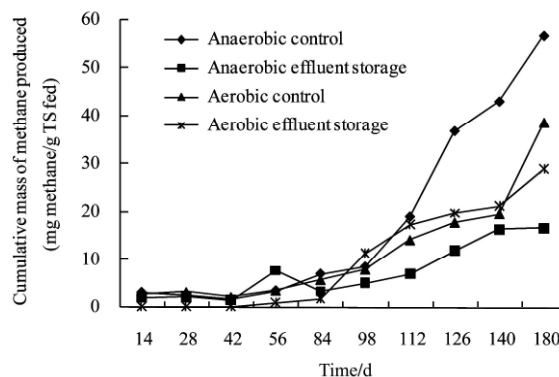 Cumulative mass of methane produced
(mg methane/g TS fed)
60
50
40
30
20
10
0
Anaerobic control
Anaerobic effluent storage
Aerobic control
Aerobic effluent storage
14 28 42 56 84 98 112 126 140 180
Time/d